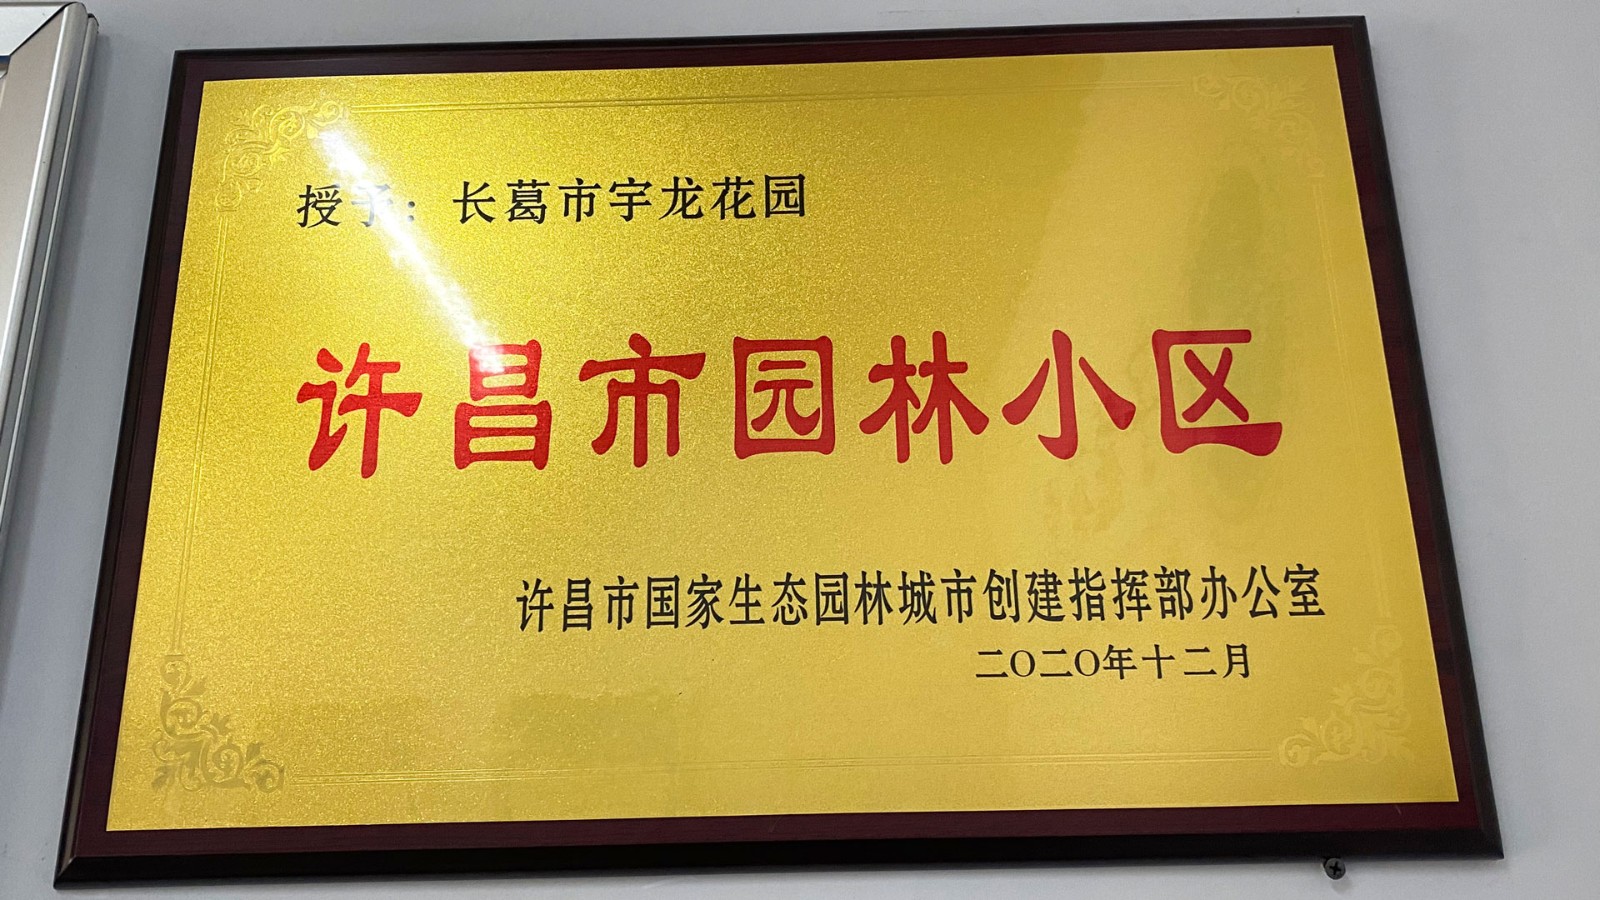 授予：长葛市宇龙花园
许昌市园林小区
许昌市国家生态园林城市创建指挥部办公室
二〇二〇年十二月